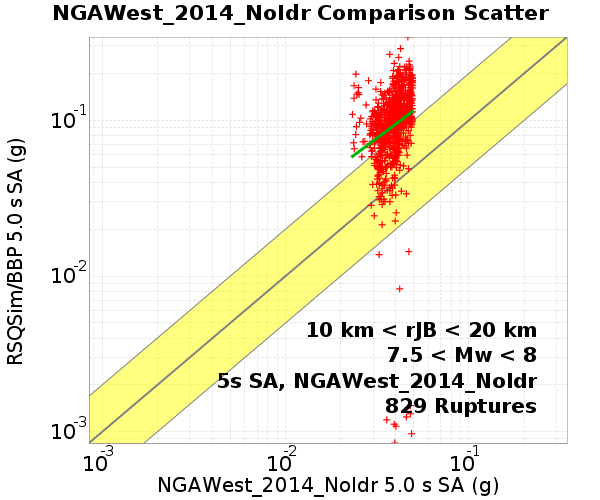 NGAWest_2014_NoIdr Comparison Scatter
RSQSim/BBP 5.0 s SA (g)
10-1
10-2
10-3
10 km < rJB < 20 km
7.5 < Mw < 8
5s SA, NGAWest_2014_NoIdr
829 Ruptures
10-3 10-2 10-1
NGAWest_2014_NoIdr 5.0 s SA (g)